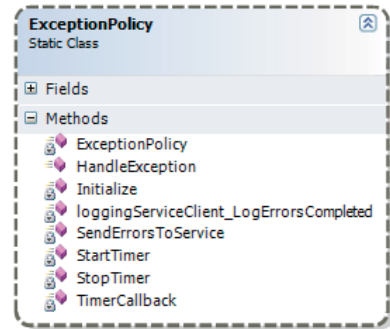 ExceptionPolicy
Static Class
Fields
Methods
ExceptionPolicy
HandleException
Initialize
loggingServiceClient_LogErrorsCompleted
SendErrorsToService
StartTimer
StopTimer
TimerCallback